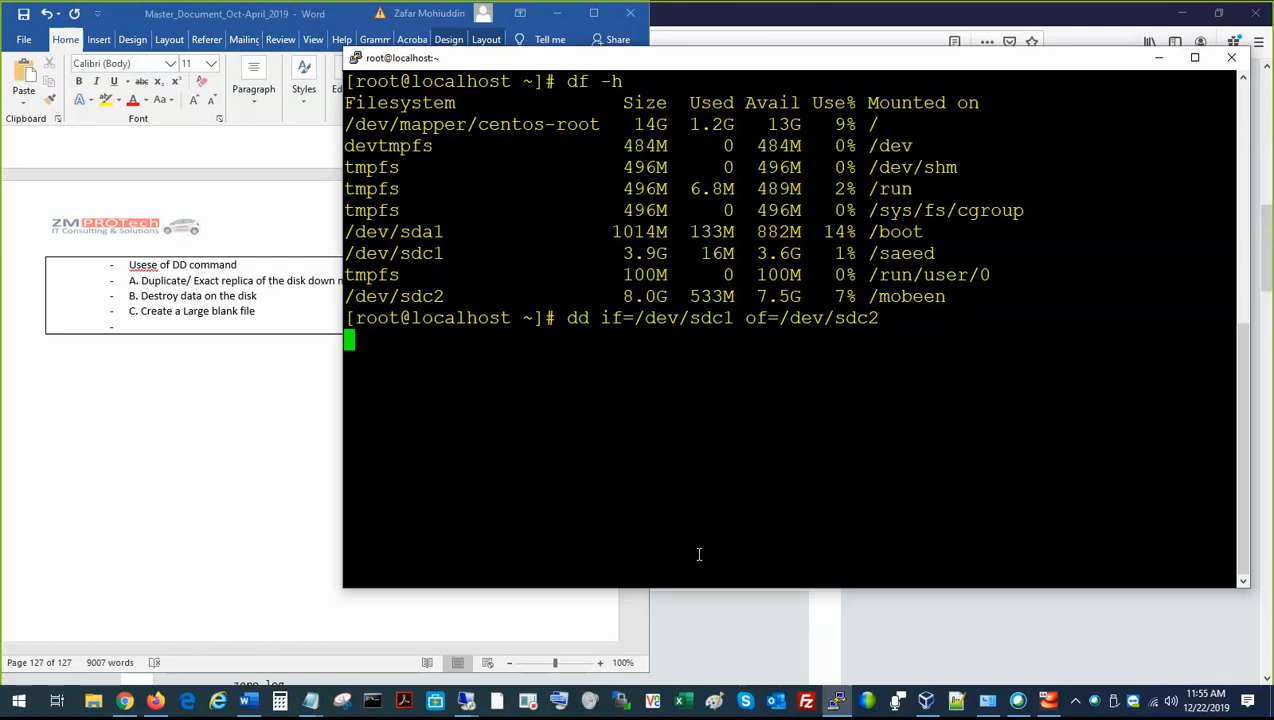 Master_Document_Oct-April_2019 - Word
Zafar Mohiuddin
File Home Insert Design Layout Referer Mailing Review View Help Gramm Acroba Design Layout Tell me Share
Calibri (Body) 11
Paste
Paragraph
Styles
Clipboard
Font
root@localhost:~
[root@localhost ~]# df -h
Filesystem Size Used Avail Use% Mounted on
/dev/mapper/centos-root 14G 1.2G 13G 9% /
devtmpfs 484M 0 484M 0% /dev
tmpfs 496M 0 496M 0% /dev/shm
tmpfs 496M 6.8M 489M 2% /run
tmpfs 496M 0 496M 0% /sys/fs/cgroup
/dev/sda1 1014M 133M 882M 14% /boot
/dev/sdc1 3.9G 16M 3.6G 1% /saeed
tmpfs 100M 0 100M 0% /run/user/0
/dev/sdc2 8.0G 533M 7.5G 7% /mobeen
[root@localhost ~]# dd if=/dev/sdc1 of=/dev/sdc2
ZM PROTech
IT Consulting & Solutions
- Usese of DD command
- A. Duplicate/ Exact replica of the disk down
- B. Destroy data on the disk
- C. Create a Large blank file
-
Page 127 of 127 9007 words 100%
11:55 AM
12/22/2019